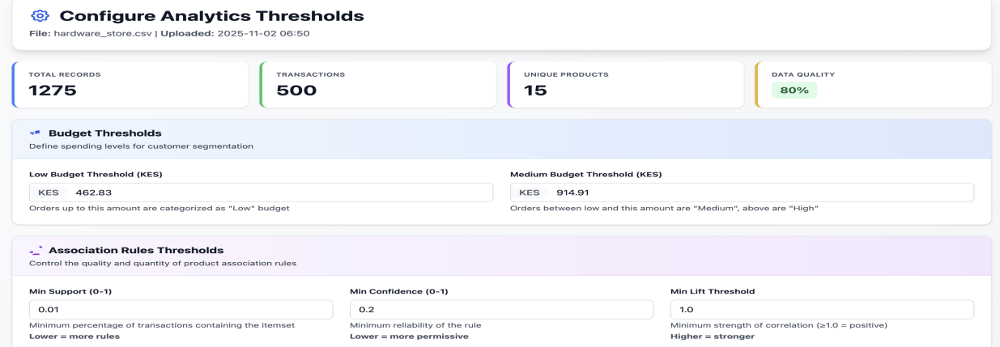 Configure Analytics Thresholds
File: hardware_store.csv | Uploaded: 2025-11-02 06:50
TOTAL RECORDS
1275
TRANSACTIONS
500
UNIQUE PRODUCTS
15
DATA QUALITY
80%
Budget Thresholds
Define spending levels for customer segmentation
Low Budget Threshold (KES)
KES 462.83
Orders up to this amount are categorized as "Low" budget
Medium Budget Threshold (KES)
KES 914.91
Orders between low and this amount are "Medium", above are "High"
Association Rules Thresholds
Control the quality and quantity of product association rules
Min Support (0-1)
0.01
Minimum percentage of transactions containing the itemset
Lower = more rules
Min Confidence (0-1)
0.2
Minimum reliability of the rule
Lower = more permissive
Min Lift Threshold
1.0
Minimum strength of correlation (≥1.0 = positive)
Higher = stronger